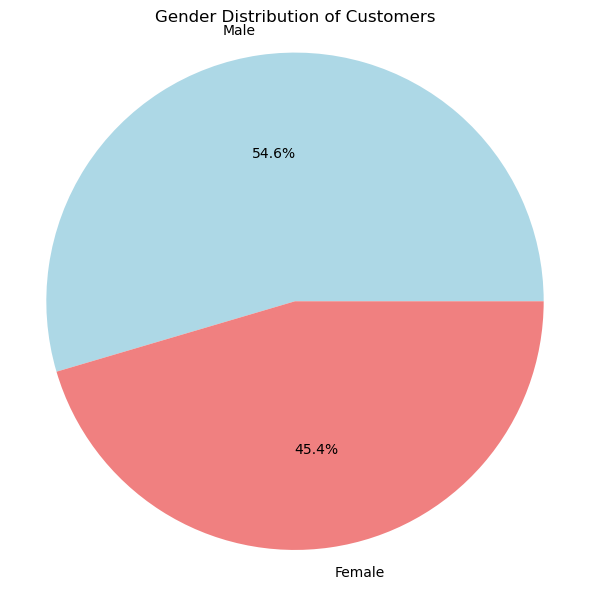 Gender Distribution of Customers
Male
54.6%
45.4%
Female